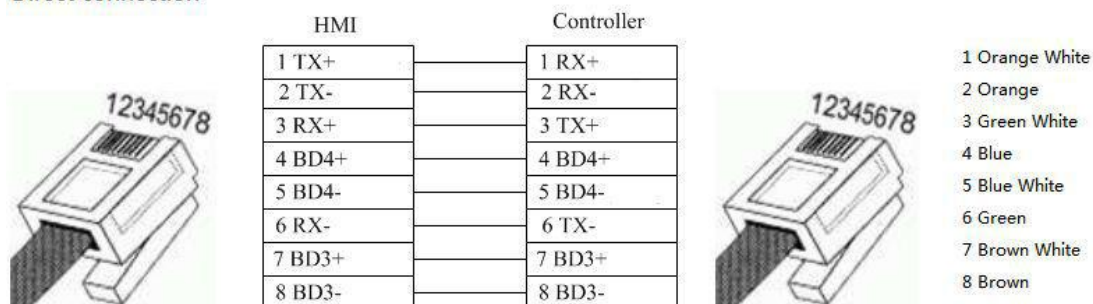 HMI
Controller
1 TX+
1 RX+
1 Orange White
2 TX-
2 RX-
2 Orange
12345678
12345678
3 RX+
3 TX+
3 Green White
4 BD4+
4 BD4+
4 Blue
5 BD4-
5 BD4-
5 Blue White
6 RX-
6 TX-
6 Green
7 BD3+
7 BD3+
7 Brown White
8 BD3-
8 BD3-
8 Brown